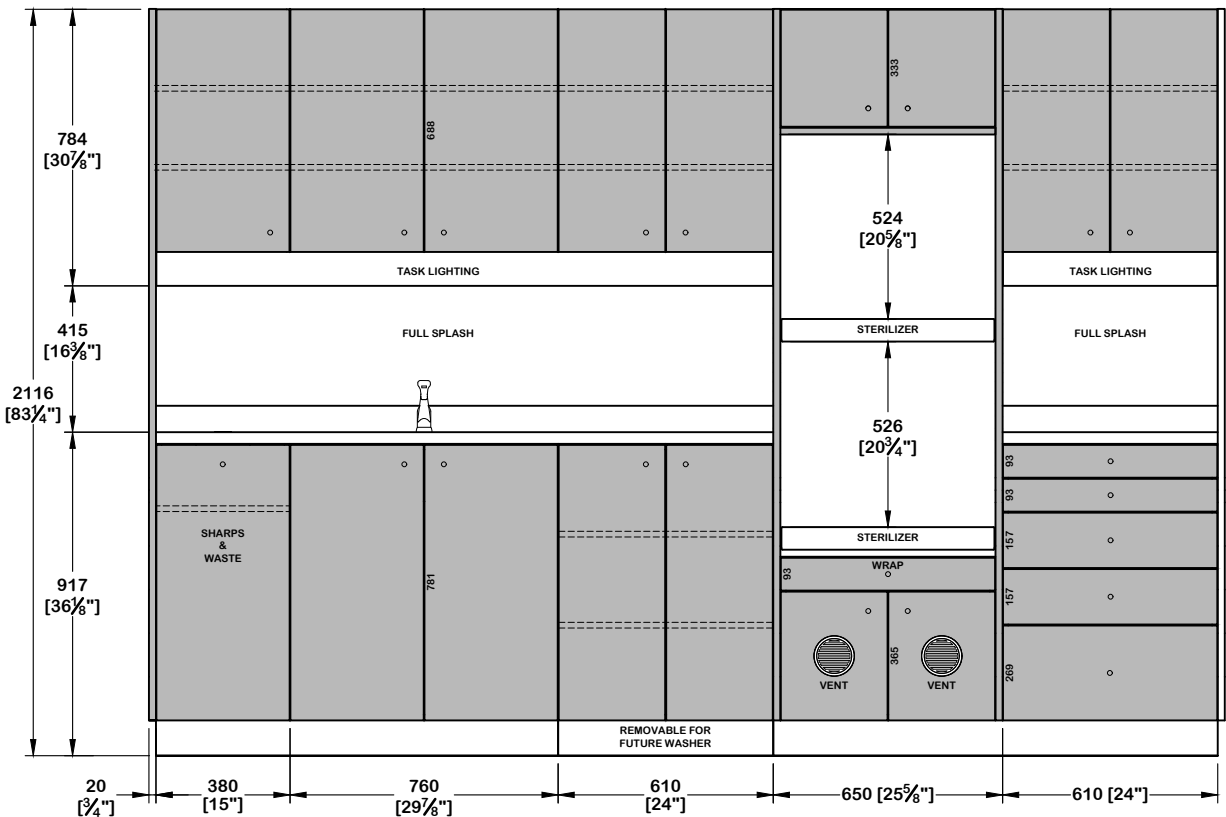 333
784
[30⅞"]
688
524
[20⅝"]
TASK LIGHTING
TASK LIGHTING
415
[16⅜"]
FULL SPLASH
STERILIZER
FULL SPLASH
2116
[83¼"]
526
[20¾"]
93
93
SHARPS
&
WASTE
STERILIZER
157
WRAP
93
917
[36⅛"]
781
157
365
269
VENT
VENT
REMOVABLE FOR
FUTURE WASHER
20
[¾"]
380
[15"]
760
[29⅞"]
610
[24"]
650 [25⅝"]
610 [24"]